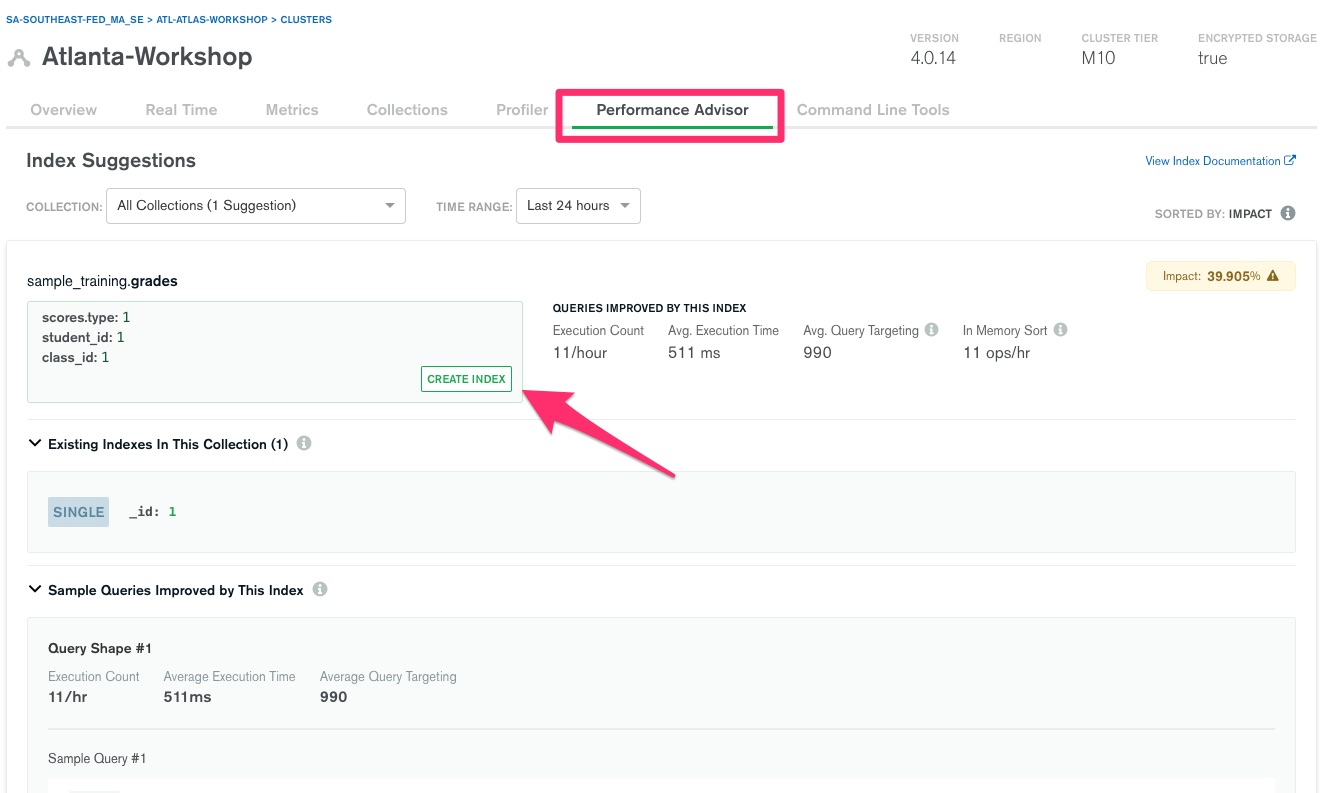 SA-SOUTHEAST-FED_MA_SE > ATL-ATLAS-WORKSHOP > CLUSTERS
Atlanta-Workshop
VERSION REGION CLUSTER TIER ENCRYPTED STORAGE
4.0.14 M10 true
Overview Real Time Metrics Collections Profiler Performance Advisor Command Line Tools
Index Suggestions
View Index Documentation
COLLECTION: All Collections (1 Suggestion) TIME RANGE: Last 24 hours
SORTED BY: IMPACT
sample_training.grades
Impact: 39.905%
scores.type: 1
student_id: 1
class_id: 1
CREATE INDEX
QUERIES IMPROVED BY THIS INDEX
Execution Count Avg. Execution Time Avg. Query Targeting In Memory Sort
11/hour 511 ms 990 11 ops/hr
Existing Indexes In This Collection (1)
SINGLE _id: 1
Sample Queries Improved by This Index
Query Shape #1
Execution Count Average Execution Time Average Query Targeting
11/hr 511ms 990
Sample Query #1